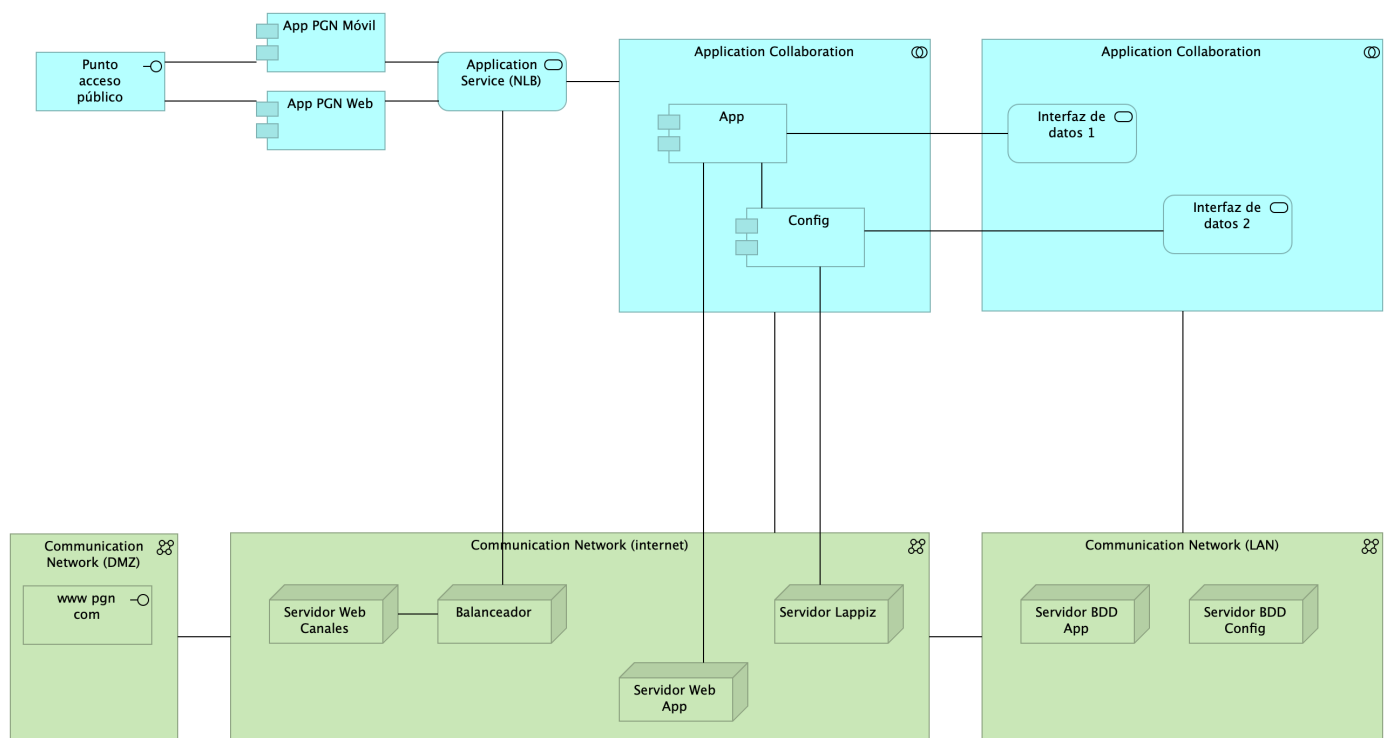 App PGN Móvil
Punto
acceso
público
Application
Service (NLB)
App PGN Web
Application Collaboration
App
Config
Application Collaboration
Interfaz de
datos 1
Interfaz de
datos 2
Communication
Network (DMZ)
www pgn
com
Communication Network (internet)
Servidor Web
Canales
Balanceador
Servidor Lappiz
Servidor Web
App
Communication Network (LAN)
Servidor BDD
App
Servidor BDD
Config